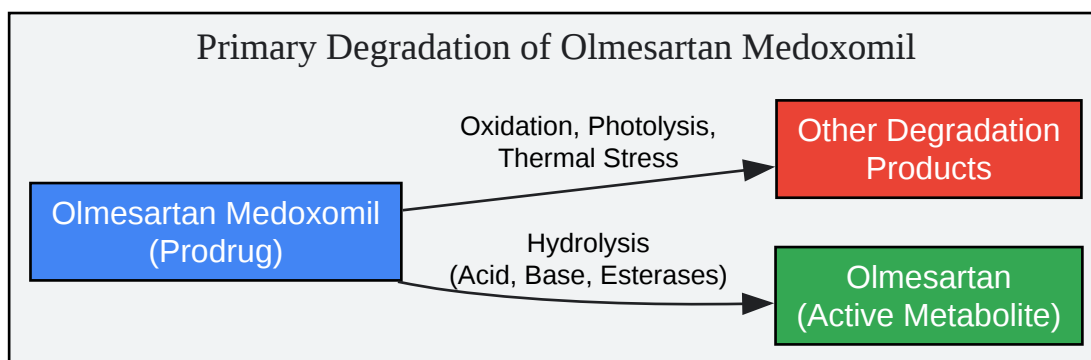 Primary Degradation of Olmesartan Medoxomil
Oxidation, Photolysis,
Thermal Stress
Other Degradation
Products
Olmesartan Medoxomil
(Prodrug)
Hydrolysis
(Acid, Base, Esterases)
Olmesartan
(Active Metabolite)